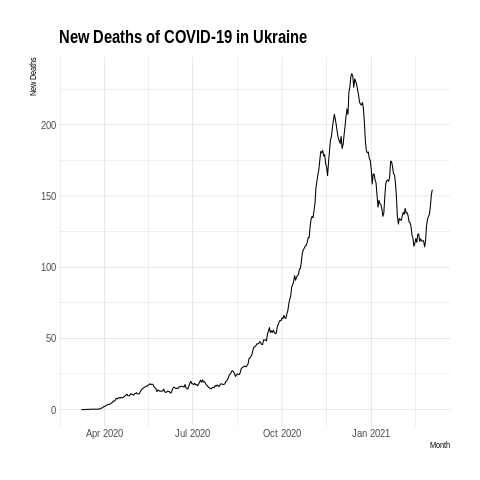 New Deaths of COVID-19 in Ukraine
New Deaths
200
150
100
50
0
Apr 2020 Jul 2020 Oct 2020 Jan 2021
Month